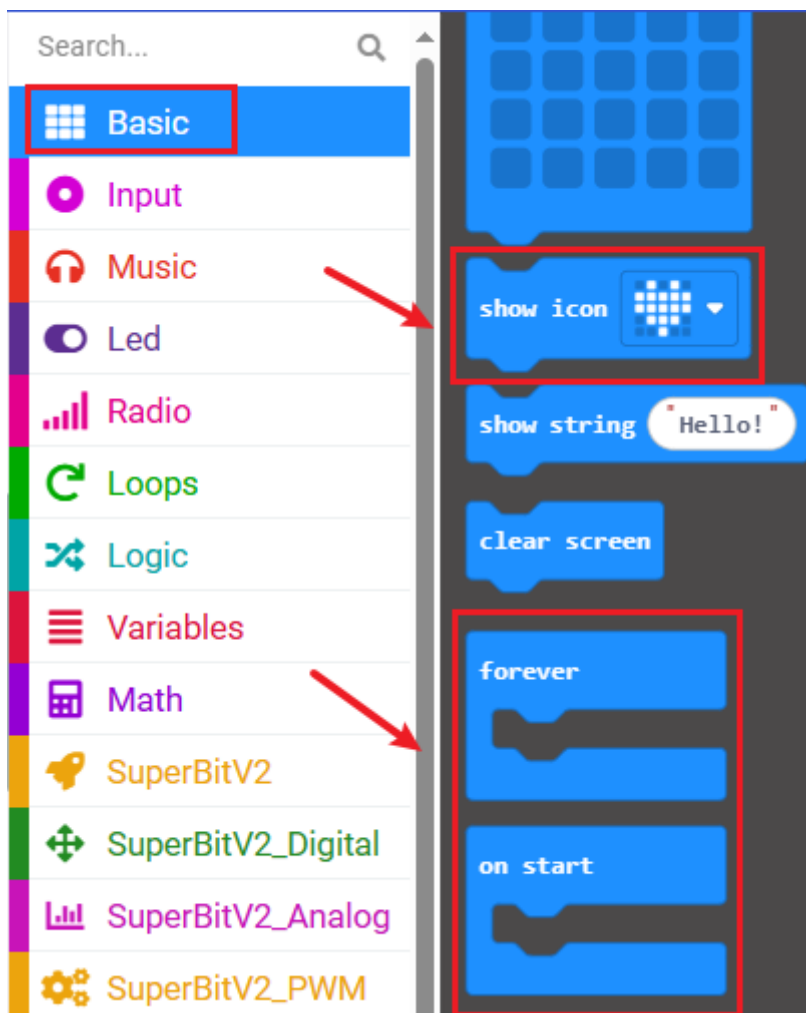 Search...
Basic
Input
Music
Led
Radio
Loops
Logic
Variables
Math
SuperBitV2
SuperBitV2_Digital
SuperBitV2_Analog
SuperBitV2_PWM
show icon
show string "Hello!"
clear screen
forever
on start